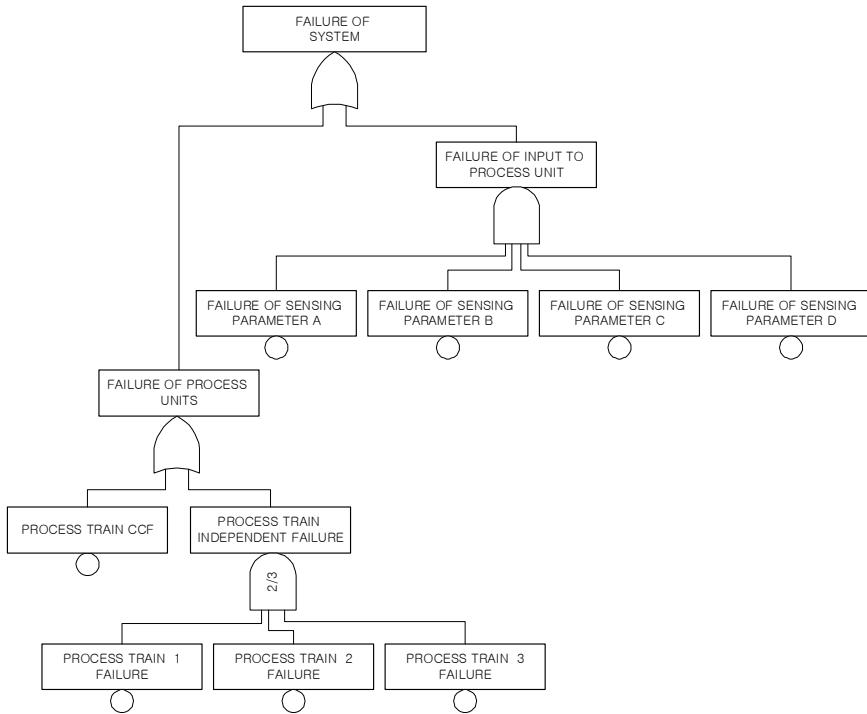 FAILURE OF
SYSTEM
FAILURE OF INPUT TO
PROCESS UNIT
FAILURE OF SENSING
PARAMETER A
FAILURE OF SENSING
PARAMETER B
FAILURE OF SENSING
PARAMETER C
FAILURE OF SENSING
PARAMETER D
FAILURE OF PROCESS
UNITS
PROCESS TRAIN CCF
PROCESS TRAIN
INDEPENDENT FAILURE
2/3
PROCESS TRAIN 1
FAILURE
PROCESS TRAIN 2
FAILURE
PROCESS TRAIN 3
FAILURE